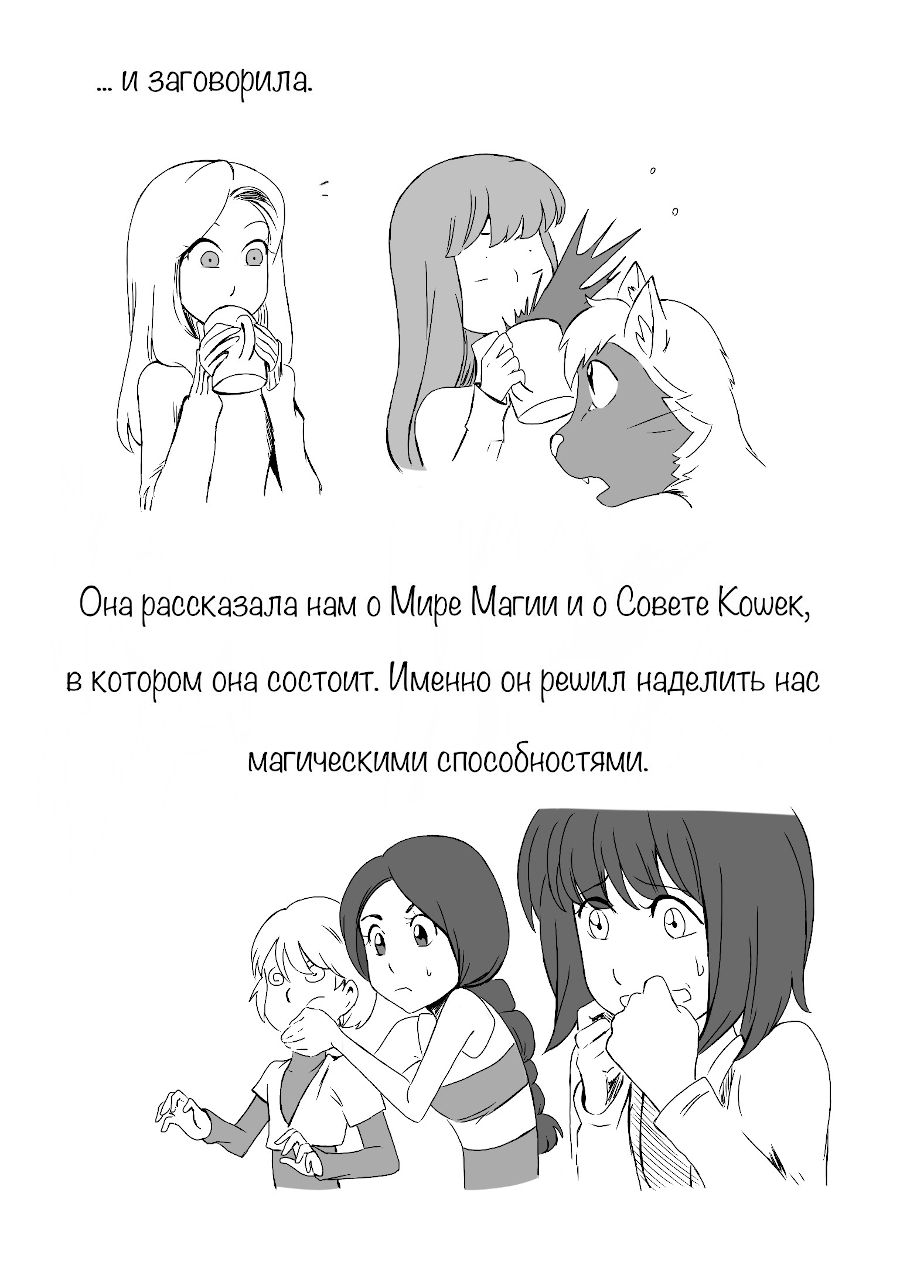 ... и заговорила.
Она рассказала нам о Мире Магии и о Совете Кошек,
в котором она состоит. Именно он решил наделить нас
магическими способностями.